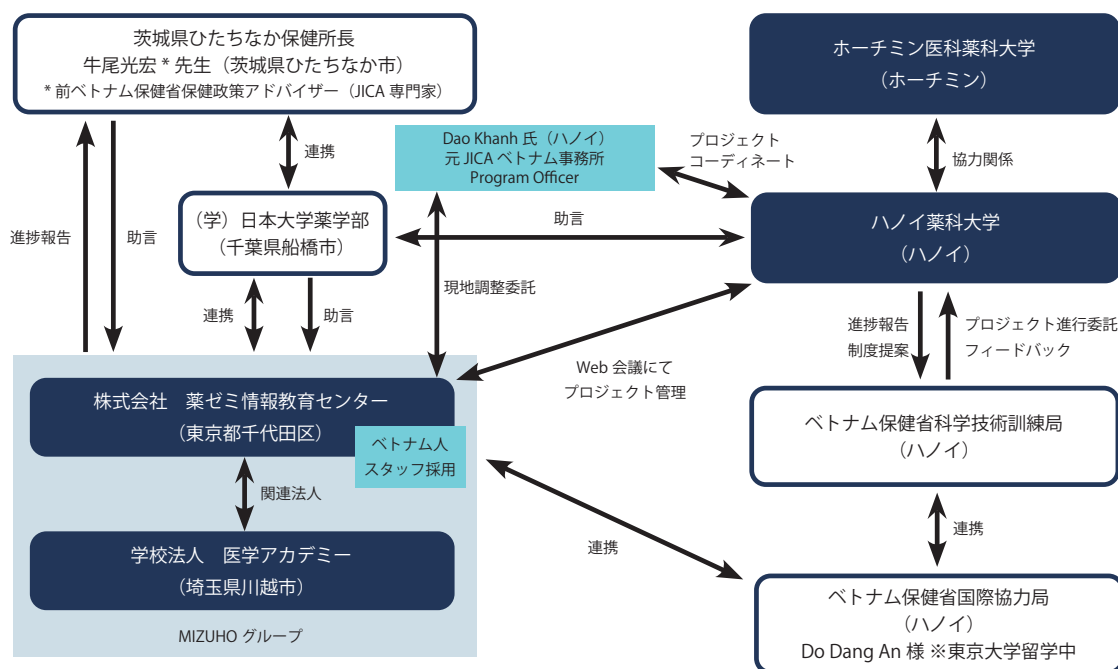 茨城県ひたちなか保健所長
牛尾光宏 * 先生（茨城県ひたちなか市）
* 前ベトナム保健省保健政策アドバイザー（JICA 専門家）
ホーチミン医科薬科大学
（ホーチミン）
連携
Dao Khanh 氏（ハノイ）
元 JICA ベトナム事務所
Program Officer
プロジェクト
コーディネート
協力関係
進捗報告
助言
（学）日本大学薬学部
（千葉県船橋市）
助言
ハノイ薬科大学
（ハノイ）
連携
助言
現地調整委託
進捗報告
制度提案
プロジェクト進行委託
フィードバック
Web 会議にて
プロジェクト管理
株式会社　薬ゼミ情報教育センター
（東京都千代田区）
ベトナム人
スタッフ採用
ベトナム保健省科学技術訓練局
（ハノイ）
関連法人
連携
連携
学校法人　医学アカデミー
（埼玉県川越市）
MIZUHO グループ
ベトナム保健省国際協力局
（ハノイ）
Do Dang An 様 ※東京大学留学中